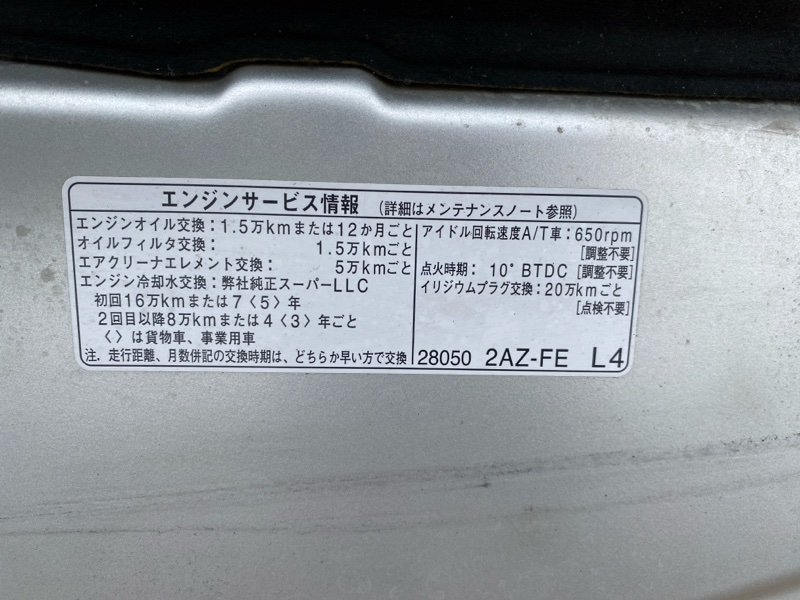 エンジンサービス情報 (詳細はメンテナンスノート参照)
エンジンオイル交換：1.5万kmまたは12か月ごと
オイルフィルタ交換： 1.5万kmごと
エアクリーナエレメント交換： 5万kmごと
エンジン冷却水交換：弊社純正スーパーLLC
初回16万kmまたは7〈5〉年
2回目以降8万kmまたは4〈3〉年ごと
〈〉は貨物車、事業用車
注. 走行距離、月数併記の交換時期は、どちらか早い方で交換
アイドル回転速度A/T車：650rpm
[調整不要]
点火時期： 10° BTDC [調整不要]
イリジウムプラグ交換：20万kmごと
[点検不要]
28050 2AZ-FE L4